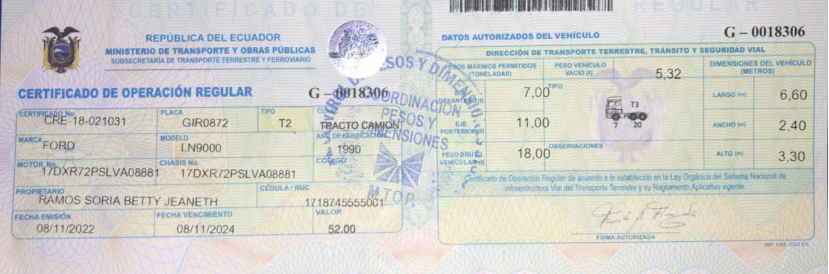 CERTIFICADO DE
REGULAR
REPÚBLICA DEL ECUADOR
MINISTERIO DE TRANSPORTE Y OBRAS PÚBLICAS
SUBSECRETARÍA DE TRANSPORTE TERRESTRE Y FERROVIARIO
CERTIFICADO DE OPERACIÓN REGULAR
G - 0018306
CERTIFICADO No.
CRE-18-021031
PLACA
GIR0872
TIPO
T2
TRACTO CAMION
MARCA
FORD
MODELO
LN9000
AÑO DE FABRICACIÓN
1990
MOTOR No.
17DXR72PSLVA08881
CHASIS No.
17DXR72PSLVA08881
CÓDIGO
PROPIETARIO
RAMOS SORIA BETTY JEANETH
CÉDULA / RUC
1718745555001
FECHA EMISIÓN
08/11/2022
FECHA VENCIMIENTO
08/11/2024
VALOR
52.00
PESOS Y DIMENSIONES
COORDINACIÓN
PESOS Y
DIMENSIONES
M.T.O.P.
DATOS AUTORIZADOS DEL VEHÍCULO
G - 0018306
DIRECCIÓN DE TRANSPORTE TERRESTRE, TRÁNSITO Y SEGURIDAD VIAL
PESOS MÁXIMOS PERMITIDOS
(TONELADAS)
PESO VEHÍCULO
VACÍO (t)
5,32
DIMENSIONES DEL VEHÍCULO
(METROS)
DELANTERO (t)
7,00
TIPO
T3
7 20
LARGO (m)
6,60
EJE
POSTERIOR (t)
11,00
ANCHO (m)
2,40
PESO BRUTO
VEHICULAR (t)
18,00
OBSERVACIONES
ALTO (m)
3,30
Certificado de Operación Regular de acuerdo a lo establecido en la Ley Orgánica del Sistema Nacional de
infraestructura Vial del Transporte Terrestre y su Reglamento Aplicativo vigente.
FIRMA AUTORIZADA